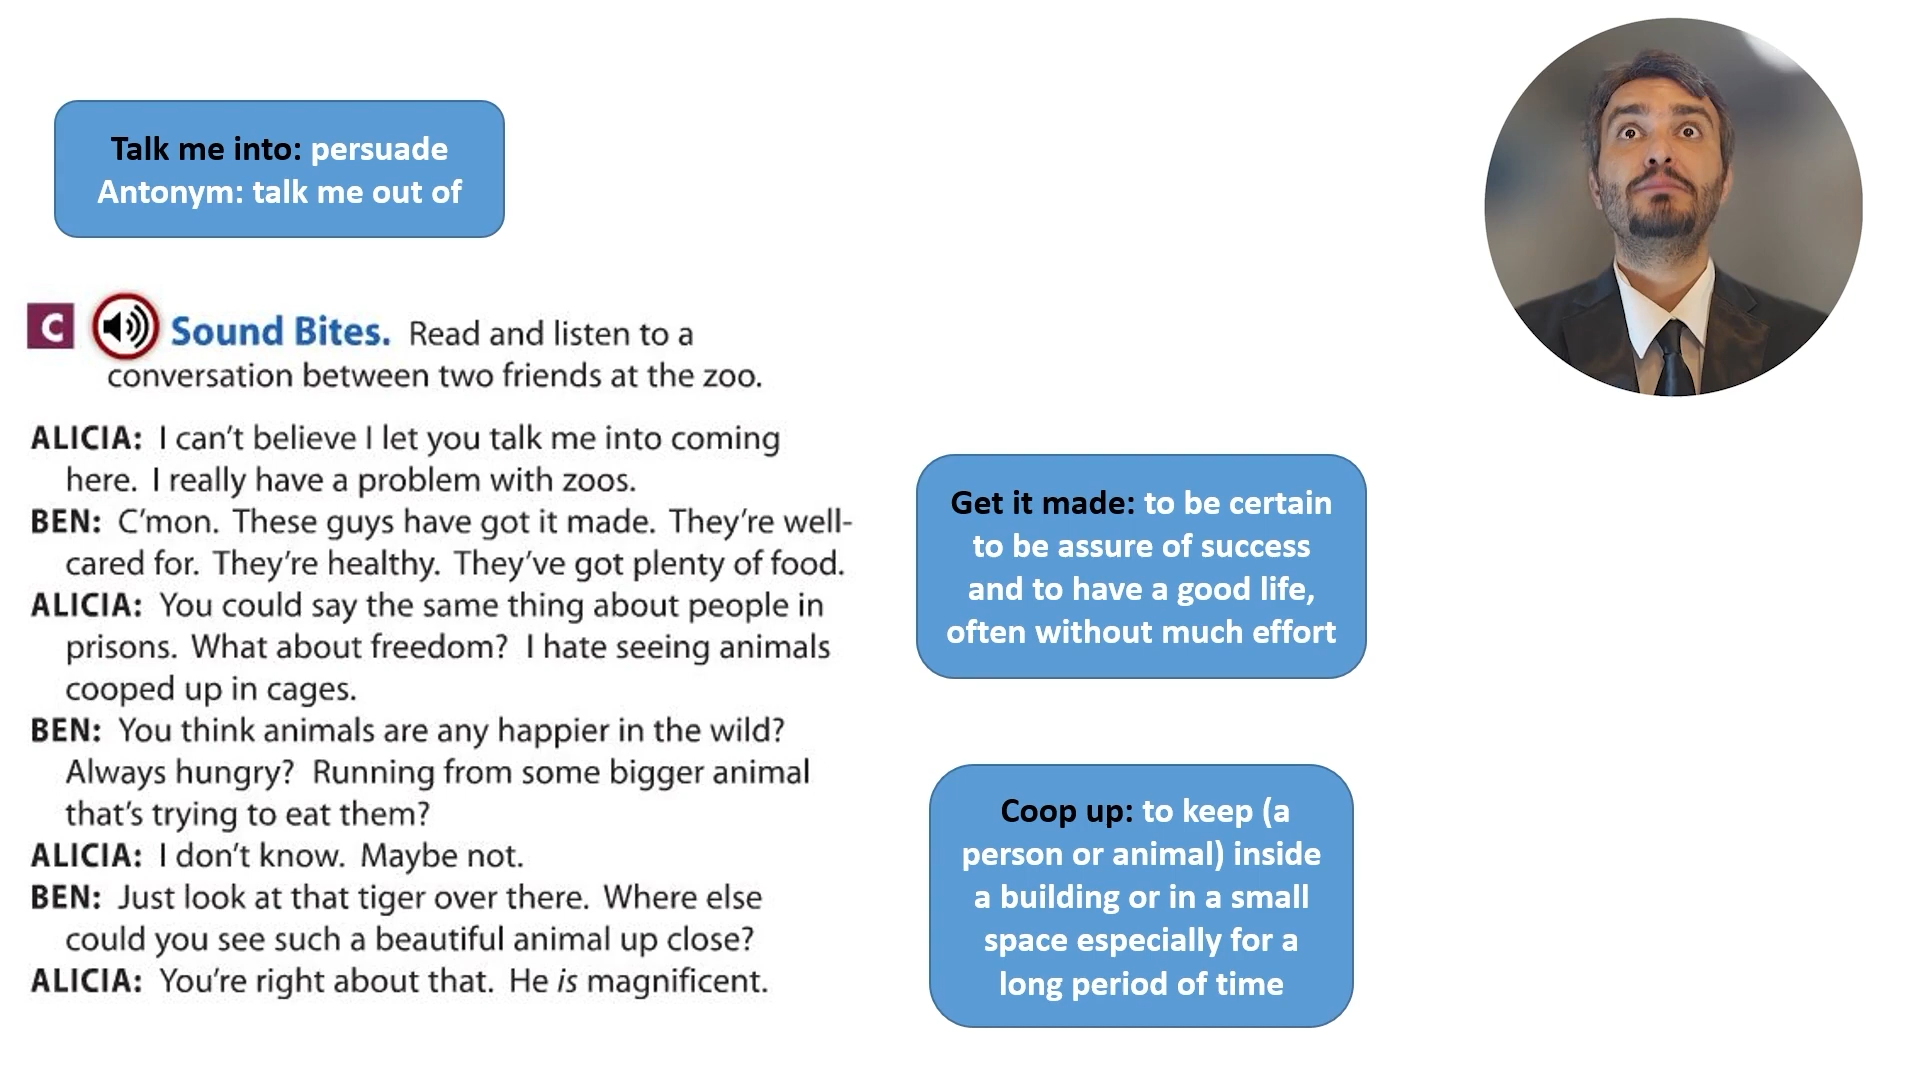 Talk me into: persuade
Antonym: talk me out of
C Sound Bites. Read and listen to a
conversation between two friends at the zoo.
ALICIA: I can't believe I let you talk me into coming
here. I really have a problem with zoos.
BEN: C'mon. These guys have got it made. They're well-
cared for. They're healthy. They've got plenty of food.
ALICIA: You could say the same thing about people in
prisons. What about freedom? I hate seeing animals
cooped up in cages.
BEN: You think animals are any happier in the wild?
Always hungry? Running from some bigger animal
that's trying to eat them?
ALICIA: I don't know. Maybe not.
BEN: Just look at that tiger over there. Where else
could you see such a beautiful animal up close?
ALICIA: You're right about that. He is magnificent.
Get it made: to be certain
to be assure of success
and to have a good life,
often without much effort
Coop up: to keep (a
person or animal) inside
a building or in a small
space especially for a
long period of time